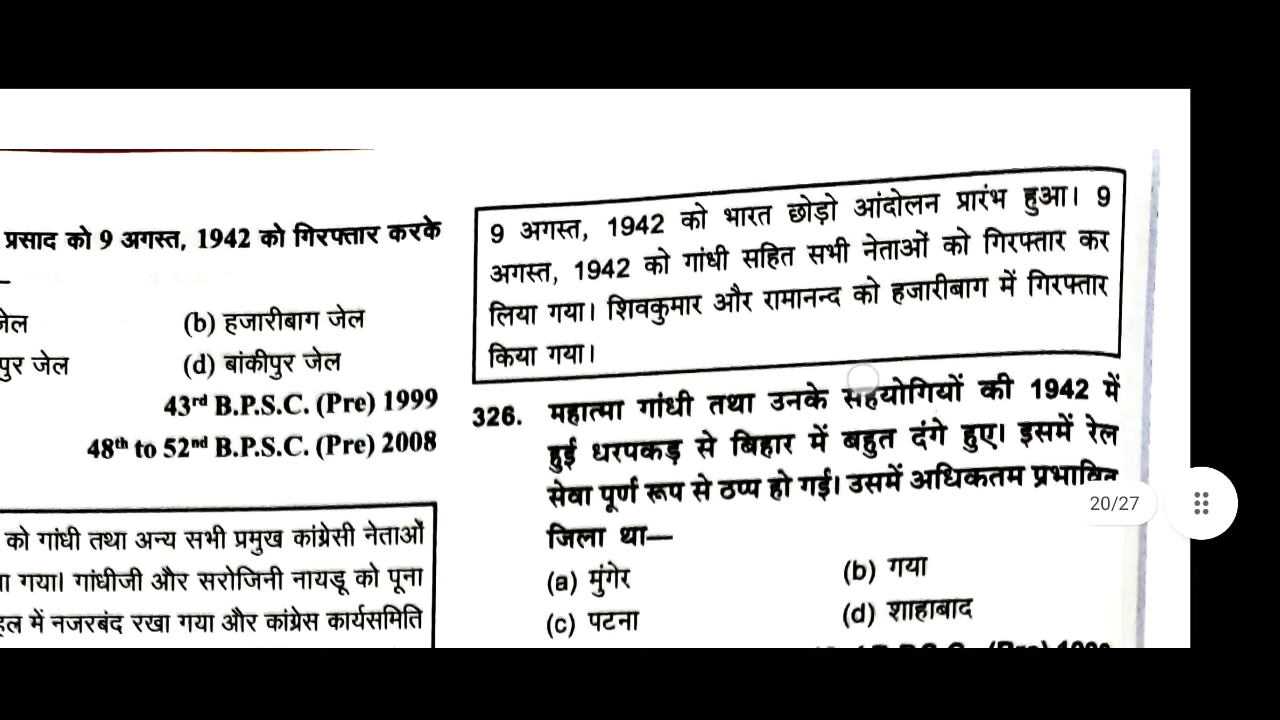 प्रसाद को 9 अगस्त, 1942 को गिरफ्तार करके
जेल
(b) हजारीबाग जेल
पुर जेल
(d) बांकीपुर जेल
43rd B.P.S.C. (Pre) 1999
48th to 52nd B.P.S.C. (Pre) 2008
को गांधी तथा अन्य सभी प्रमुख कांग्रेसी नेताओं
गया। गांधीजी और सरोजिनी नायडू को पूना
में नजरबंद रखा गया और कांग्रेस कार्यसमिति
9 अगस्त, 1942 को भारत छोड़ो आंदोलन प्रारंभ हुआ। 9
अगस्त, 1942 को गांधी सहित सभी नेताओं को गिरफ्तार कर
लिया गया। शिवकुमार और रामानन्द को हजारीबाग में गिरफ्तार
किया गया।
326. महात्मा गांधी तथा उनके सहयोगियों की 1942 में
हुई धरपकड़ से बिहार में बहुत दंगे हुए। इसमें रेल
सेवा पूर्ण रूप से ठप्प हो गई। उसमें अधिकतम प्रभावित
जिला था—
(a) मुंगेर (b) गया
(c) पटना (d) शाहाबाद
20/27